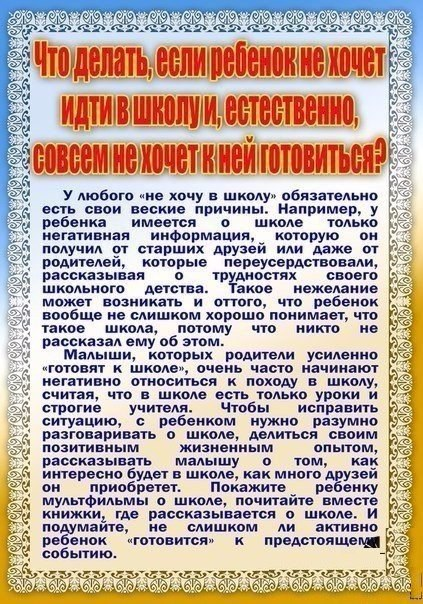 Что делать, если ребенок не хочет
идти в школу и, естественно,
совсем не хочет к ней готовиться?
У любого «не хочу в школу» обязательно
есть свои веские причины. Например, у
ребенка имеется о школе только
негативная информация, которую он
получил от старших друзей или даже от
родителей, которые переусердствовали,
рассказывая о трудностях своего
школьного детства. Такое нежелание
может возникать и оттого, что ребенок
вообще не слишком хорошо понимает, что
такое школа, потому что никто не
рассказал ему об этом.
Малыши, которых родители усиленно
«готовят к школе», очень часто начинают
негативно относиться к походу в школу,
считая, что в школе есть только уроки и
строгие учителя. Чтобы исправить
ситуацию, с ребенком нужно разумно
разговаривать о школе, делиться своим
позитивным жизненным опытом,
рассказывать малышу о том, как
интересно будет в школе, как много друзей
он приобретет. Покажите ребенку
мультфильмы о школе, почитайте вместе
книжки, где рассказывается о школе. И
подумайте, не слишком ли активно
ребенок «готовится» к предстоящему
событию.